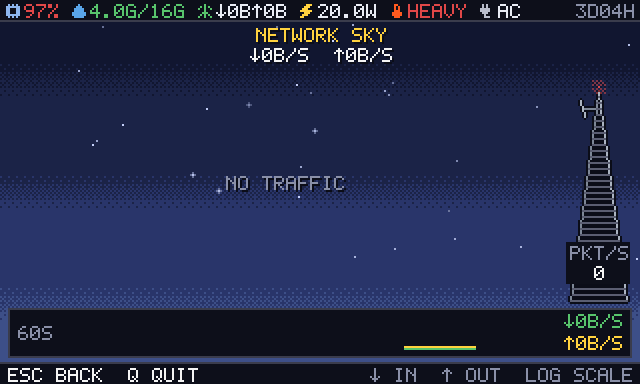 97% 4.0G/16G ↓0B↑0B 20.0W HEAVY AC 3D04H
NETWORK SKY
↓0B/S ↑0B/S
NO TRAFFIC
PKT/S
0
60S
↓0B/S
↑0B/S
ESC BACK Q QUIT ↓ IN ↑ OUT LOG SCALE